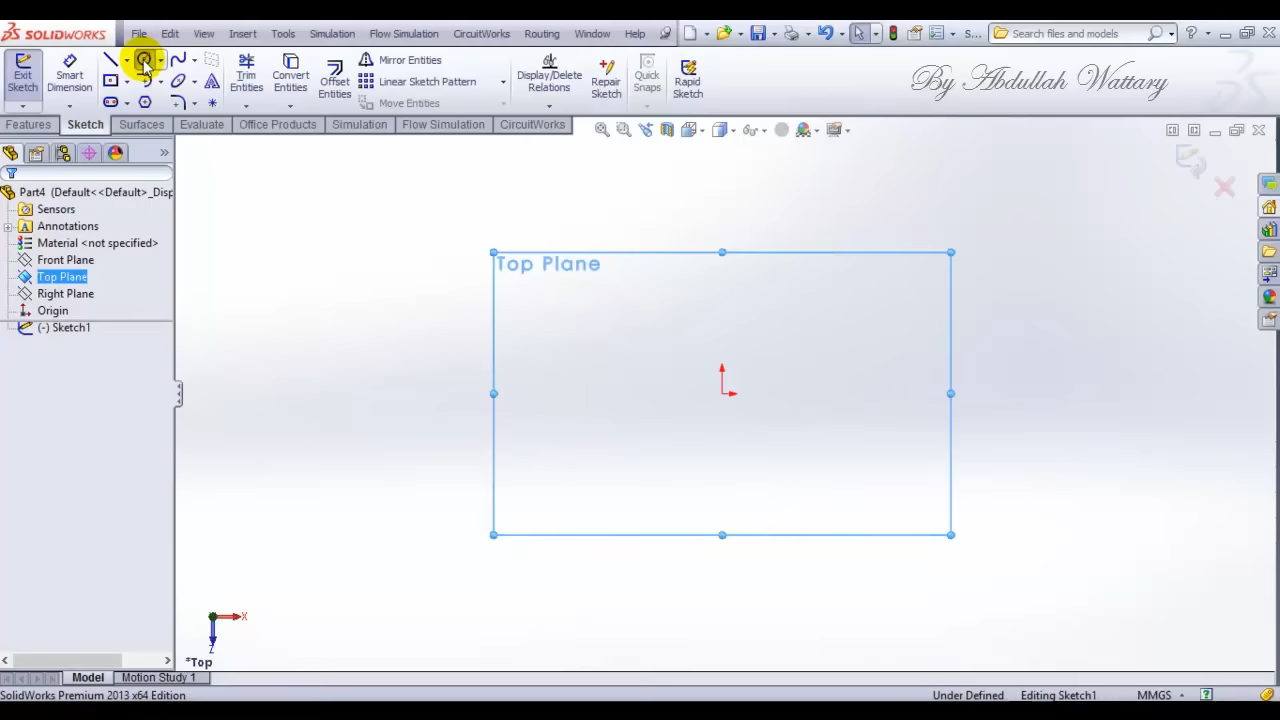 SOLIDWORKS File Edit View Insert Tools Simulation Flow Simulation CircuitWorks Routing Window Help S... Search files and models
Exit Sketch Smart Dimension Trim Entities Convert Entities Offset Entities Mirror Entities Linear Sketch Pattern Move Entities Display/Delete Relations Repair Sketch Quick Snaps Rapid Sketch
By Abdullah Wattary
Features Sketch Surfaces Evaluate Office Products Simulation Flow Simulation CircuitWorks
Part4 (Default<<Default>_Disp
Sensors
Annotations
Material <not specified>
Front Plane
Top Plane
Right Plane
Origin
(-) Sketch1
Top Plane
X
Z
*Top
Model Motion Study 1
SolidWorks Premium 2013 x64 Edition Under Defined Editing Sketch1 MMGS